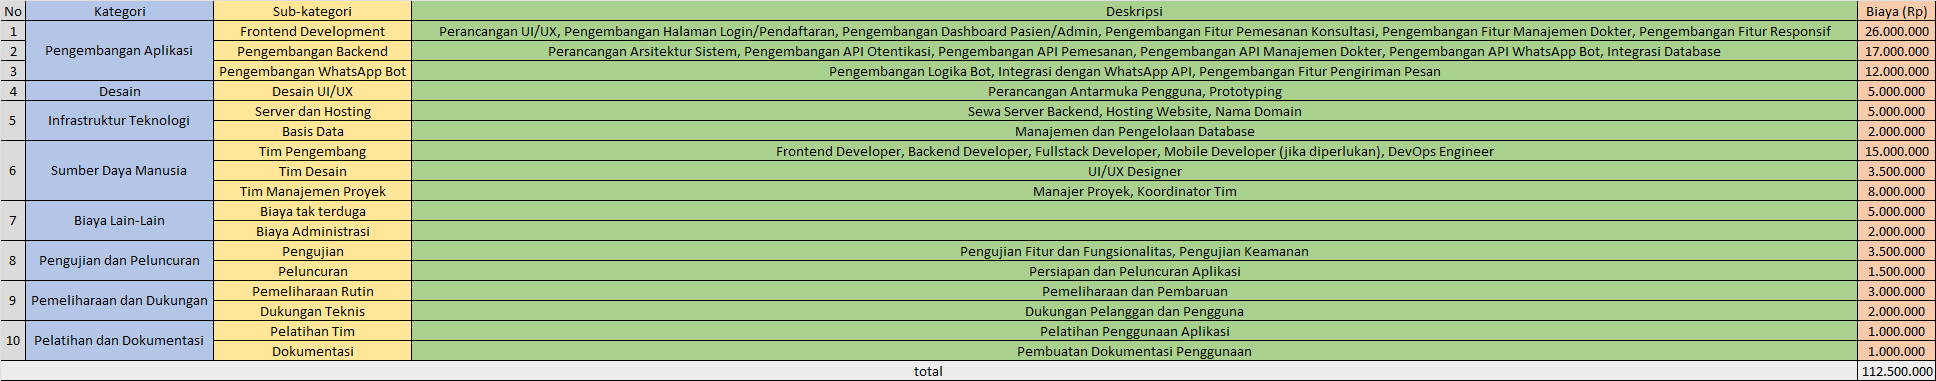 No Kategori Sub-kategori Deskripsi Biaya (Rp)
1 Pengembangan Aplikasi Frontend Development Perancangan UI/UX, Pengembangan Halaman Login/Pendaftaran, Pengembangan Dashboard Pasien/Admin, Pengembangan Fitur Pemesanan Konsultasi, Pengembangan Fitur Manajemen Dokter, Pengembangan Fitur Responsif 26.000.000
2 Pengembangan Backend Perancangan Arsitektur Sistem, Pengembangan API Otentikasi, Pengembangan API Pemesanan, Pengembangan API Manajemen Dokter, Pengembangan API WhatsApp Bot, Integrasi Database 17.000.000
3 Pengembangan WhatsApp Bot Pengembangan Logika Bot, Integrasi dengan WhatsApp API, Pengembangan Fitur Pengiriman Pesan 12.000.000
4 Desain Desain UI/UX Perancangan Antarmuka Pengguna, Prototyping 5.000.000
5 Infrastruktur Teknologi Server dan Hosting Sewa Server Backend, Hosting Website, Nama Domain 5.000.000
Basis Data Manajemen dan Pengelolaan Database 2.000.000
6 Sumber Daya Manusia Tim Pengembang Frontend Developer, Backend Developer, Fullstack Developer, Mobile Developer (jika diperlukan), DevOps Engineer 15.000.000
Tim Desain UI/UX Designer 3.500.000
Tim Manajemen Proyek Manajer Proyek, Koordinator Tim 8.000.000
7 Biaya Lain-Lain Biaya tak terduga 5.000.000
Biaya Administrasi 2.000.000
8 Pengujian dan Peluncuran Pengujian Pengujian Fitur dan Fungsionalitas, Pengujian Keamanan 3.500.000
Peluncuran Persiapan dan Peluncuran Aplikasi 1.500.000
9 Pemeliharaan dan Dukungan Pemeliharaan Rutin Pemeliharaan dan Pembaruan 3.000.000
Dukungan Teknis Dukungan Pelanggan dan Pengguna 2.000.000
10 Pelatihan dan Dokumentasi Pelatihan Tim Pelatihan Penggunaan Aplikasi 1.000.000
Dokumentasi Pembuatan Dokumentasi Penggunaan 1.000.000
total 112.500.000